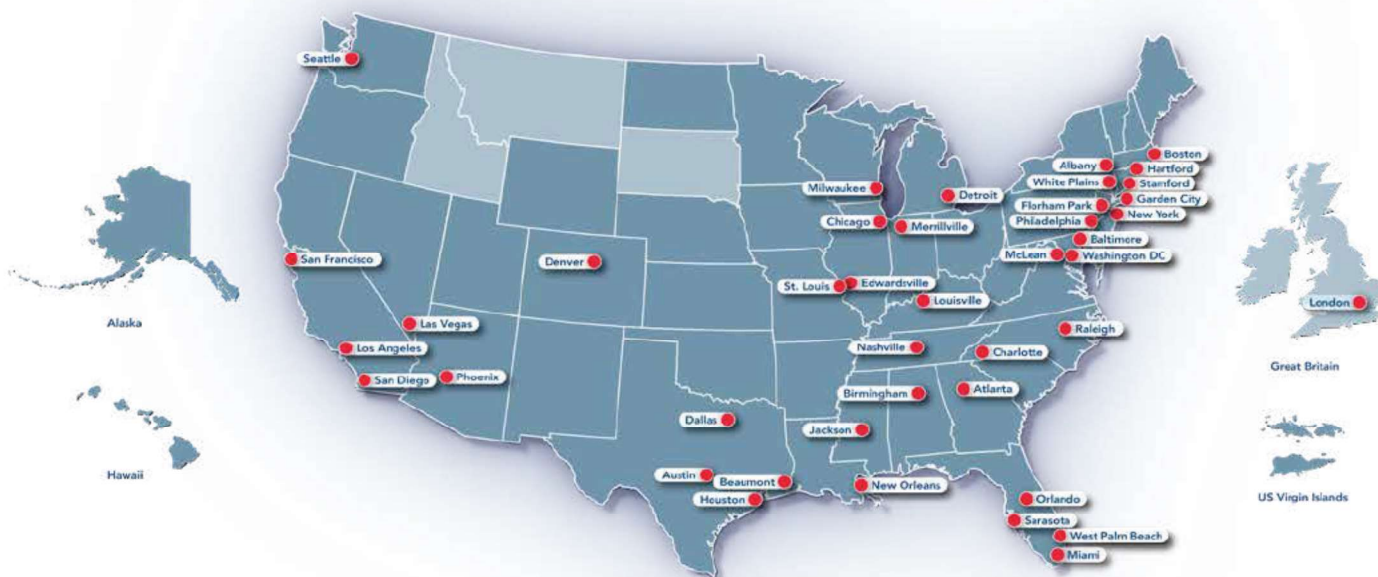 Seattle
Boston
Albany
Hartford
White Plains
Stamford
Milwaukee
Detroit
Garden City
Florham Park
New York
Chicago
Merrillville
Philadelphia
Baltimore
San Francisco
Denver
McLean
Washington DC
St. Louis
Edwardsville
Louisville
London
Alaska
Las Vegas
Raleigh
Los Angeles
Nashville
Charlotte
Great Britain
San Diego
Phoenix
Birmingham
Atlanta
Dallas
Jackson
Hawaii
Austin
Beaumont
New Orleans
Houston
Orlando
US Virgin Islands
Sarasota
West Palm Beach
Miami